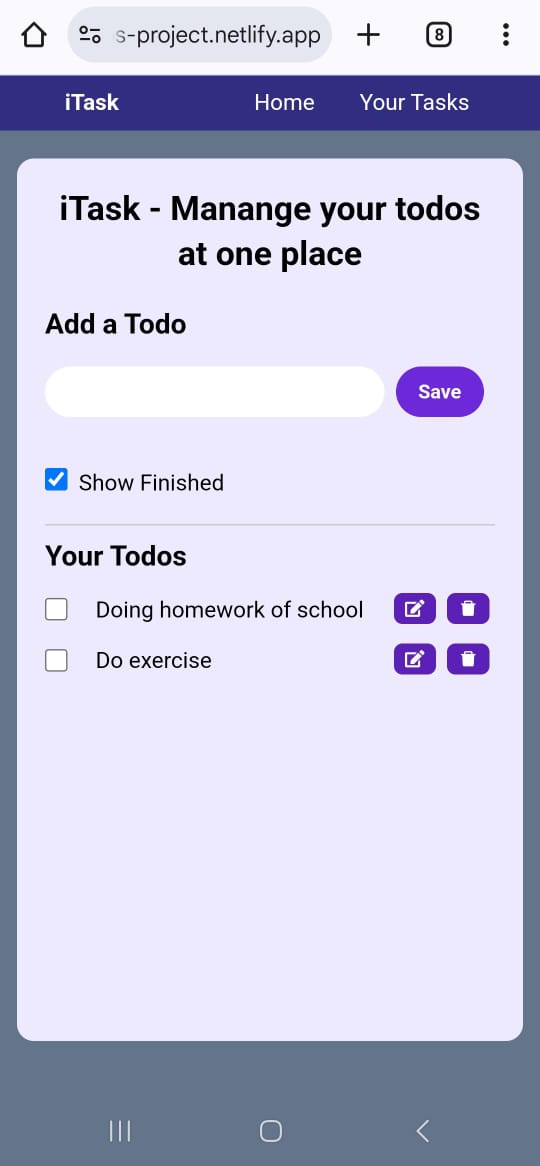 s-project.netlify.app
8
iTask
Home
Your Tasks
iTask - Manange your todos
at one place
Add a Todo
Save
Show Finished
Your Todos
Doing homework of school
Do exercise